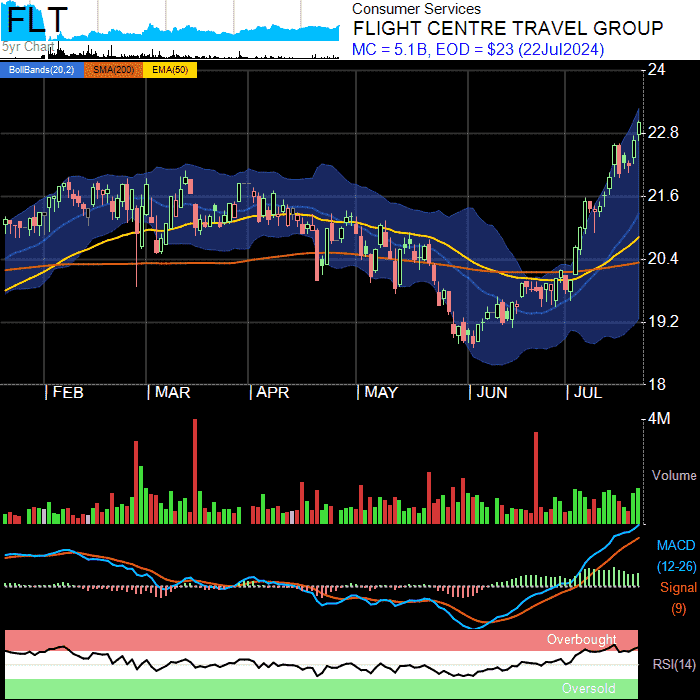 FLT
5yr Chart
Consumer Services
FLIGHT CENTRE TRAVEL GROUP
MC = 5.1B, EOD = $23 (22Jul2024)
BollBands(20,2) SMA(200) EMA(50)
24
22.8
21.6
20.4
19.2
18
FEB MAR APR MAY JUN JUL
4M
Volume
MACD
(12-26)
Signal
(9)
Overbought
RSI(14)
Oversold